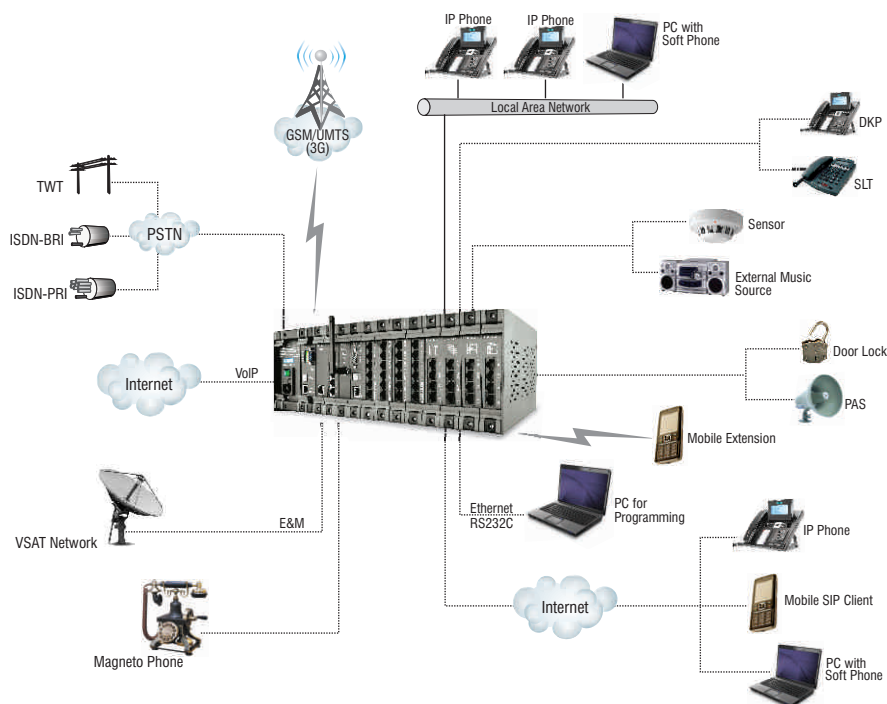 IP Phone
IP Phone
PC with
Soft Phone
Local Area Network
GSM/UMTS
(3G)
DKP
SLT
TWT
ISDN-BRI
PSTN
ISDN-PRI
Sensor
External Music
Source
Internet
VoIP
Door Lock
PAS
Mobile Extension
VSAT Network
E&M
Ethernet
RS232C
PC for
Programming
IP Phone
Internet
Mobile SIP Client
Magneto Phone
PC with
Soft Phone